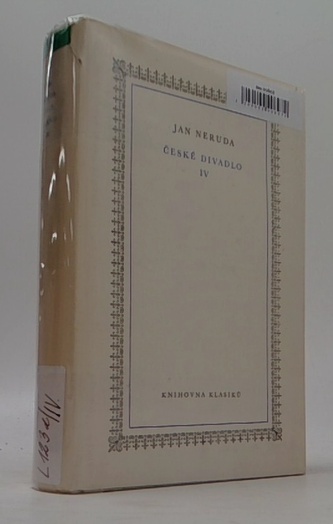 JAN NERUDA
ČESKÉ DIVADLO
IV
KNIHOVNA KLASIKŮ